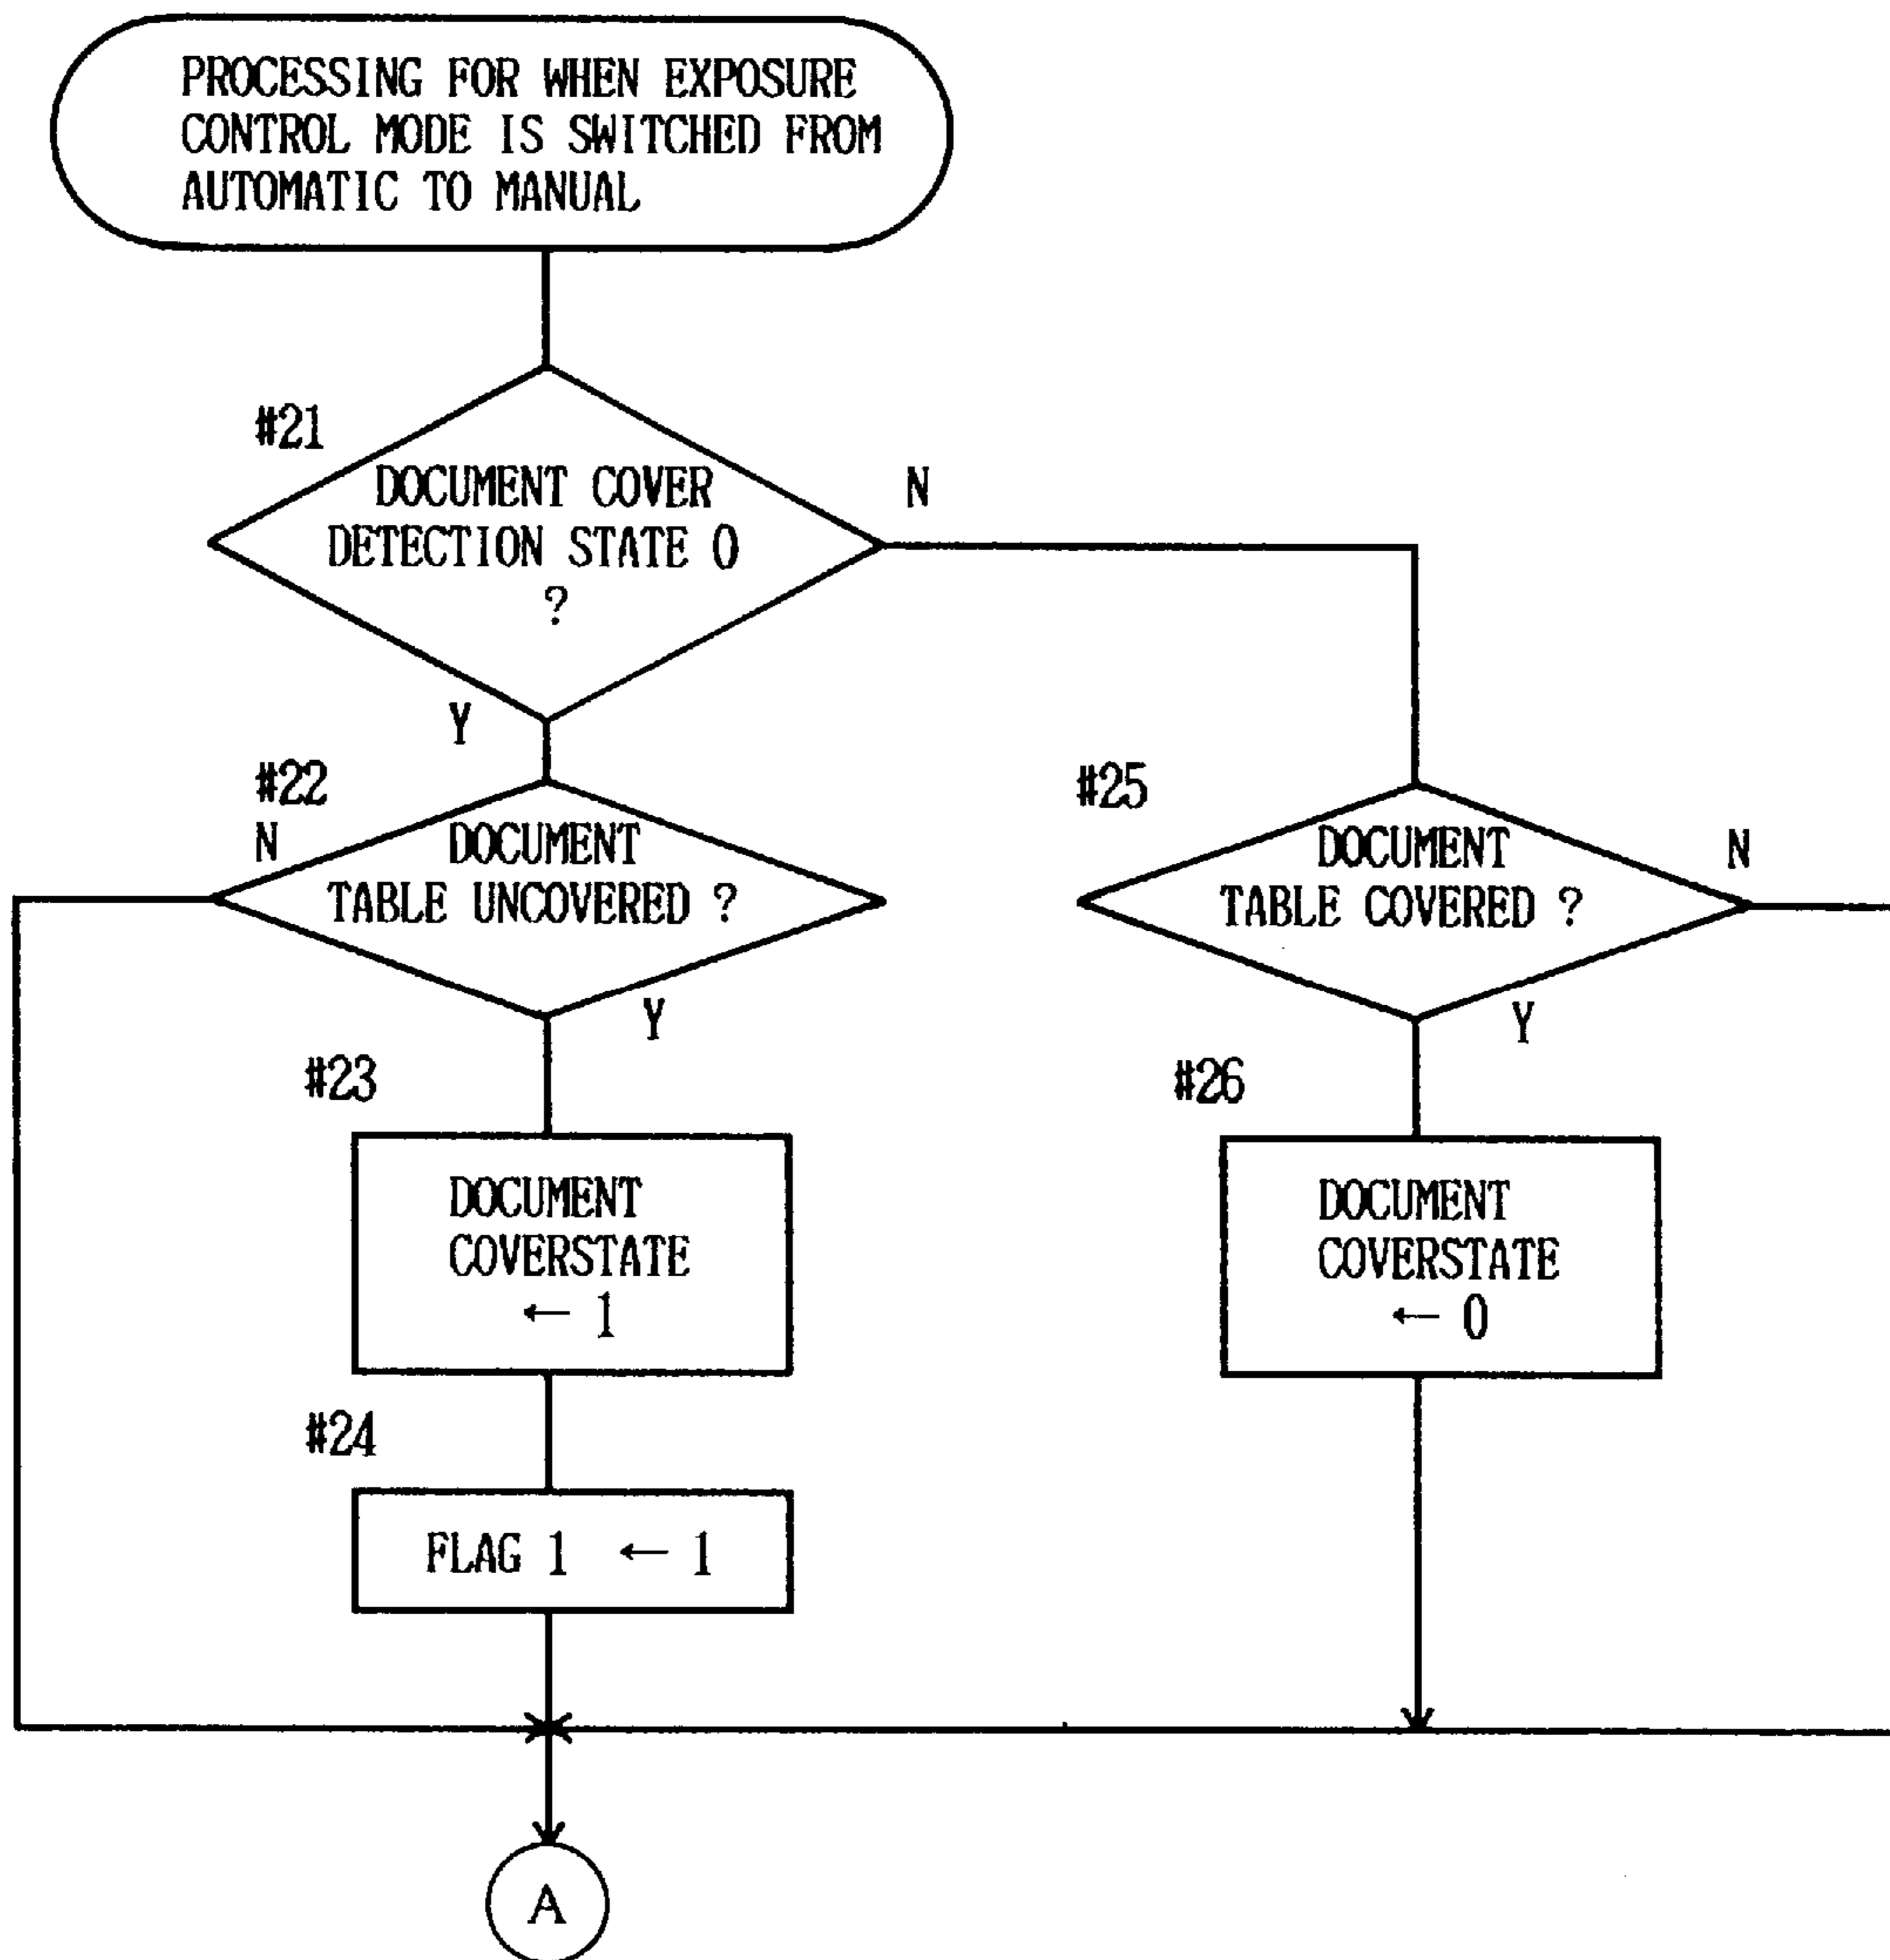 PROCESSING FOR WHEN EXPOSURE
CONTROL MODE IS SWITCHED FROM
AUTOMATIC TO MANUAL
#21
DOCUMENT COVER
DETECTION STATE 0
?
N
Y
#22
N
DOCUMENT
TABLE UNCOVERED ?
Y
#25
DOCUMENT
TABLE COVERED ?
N
Y
#23
DOCUMENT
COVERSTATE
← 1
#26
DOCUMENT
COVERSTATE
← 0
#24
FLAG 1 ← 1
A